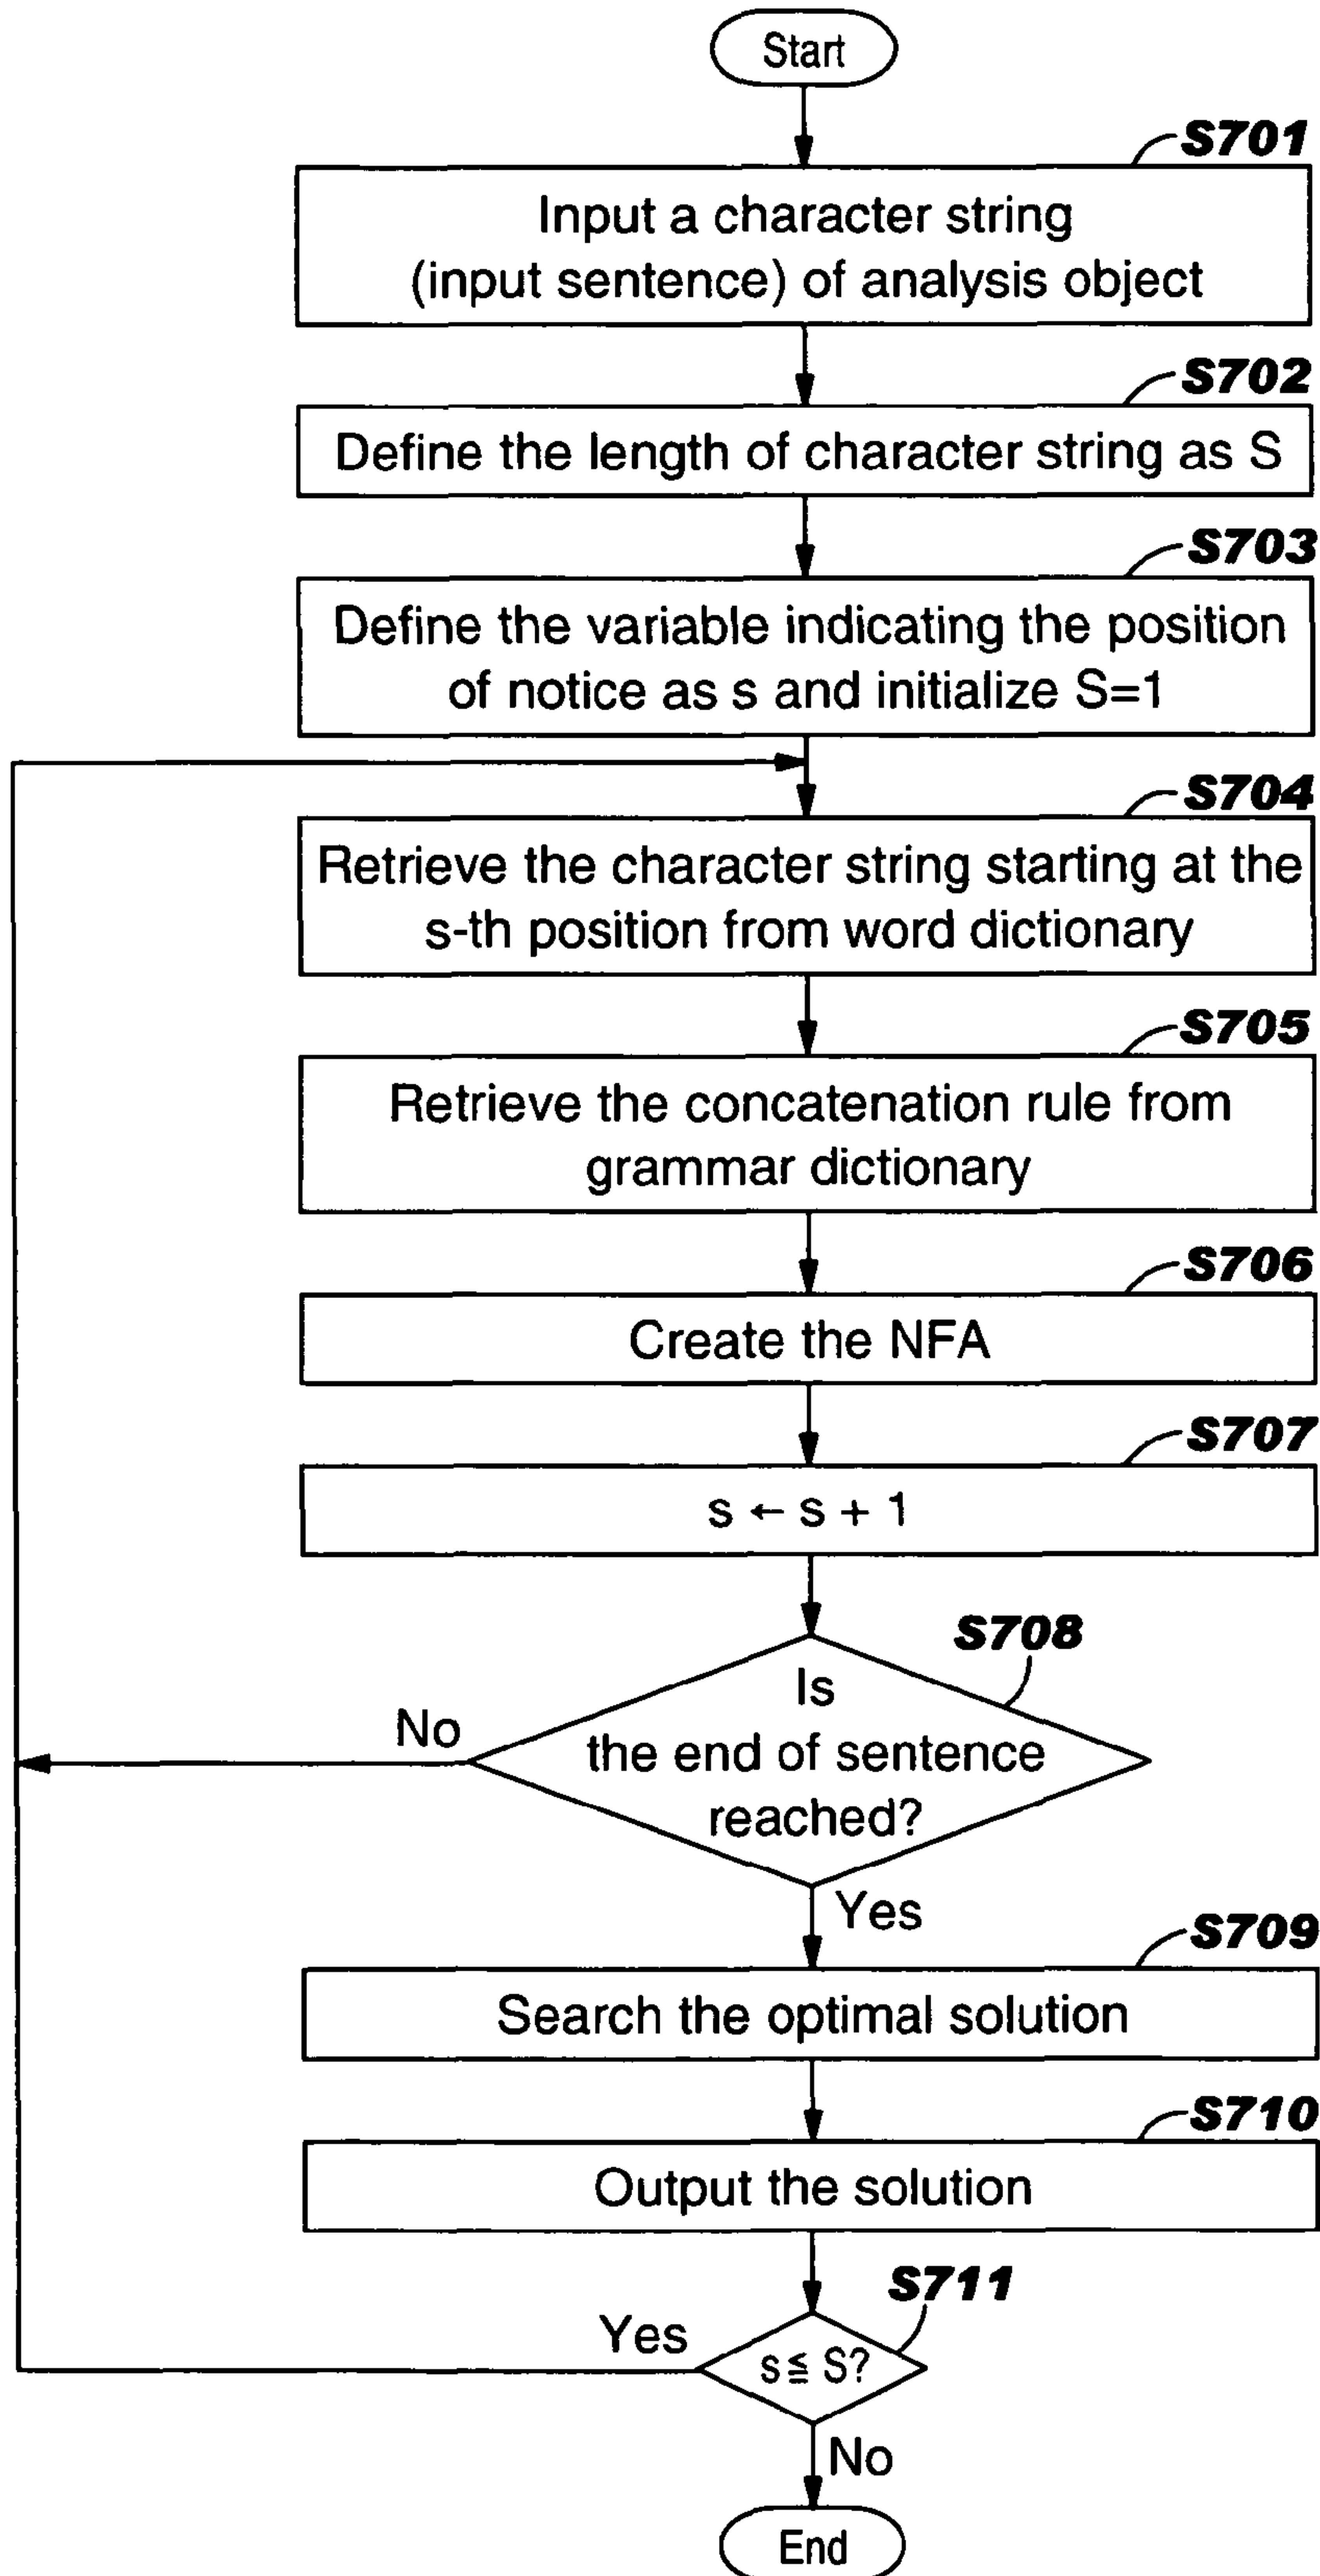 Start
S701
Input a character string
(input sentence) of analysis object
S702
Define the length of character string as S
S703
Define the variable indicating the position
of notice as s and initialize S=1
S704
Retrieve the character string starting at the
s-th position from word dictionary
S705
Retrieve the concatenation rule from
grammar dictionary
S706
Create the NFA
S707
s ← s + 1
S708
Is
the end of sentence
reached?
No
Yes
S709
Search the optimal solution
S710
Output the solution
S711
s ≦ S?
Yes
No
End